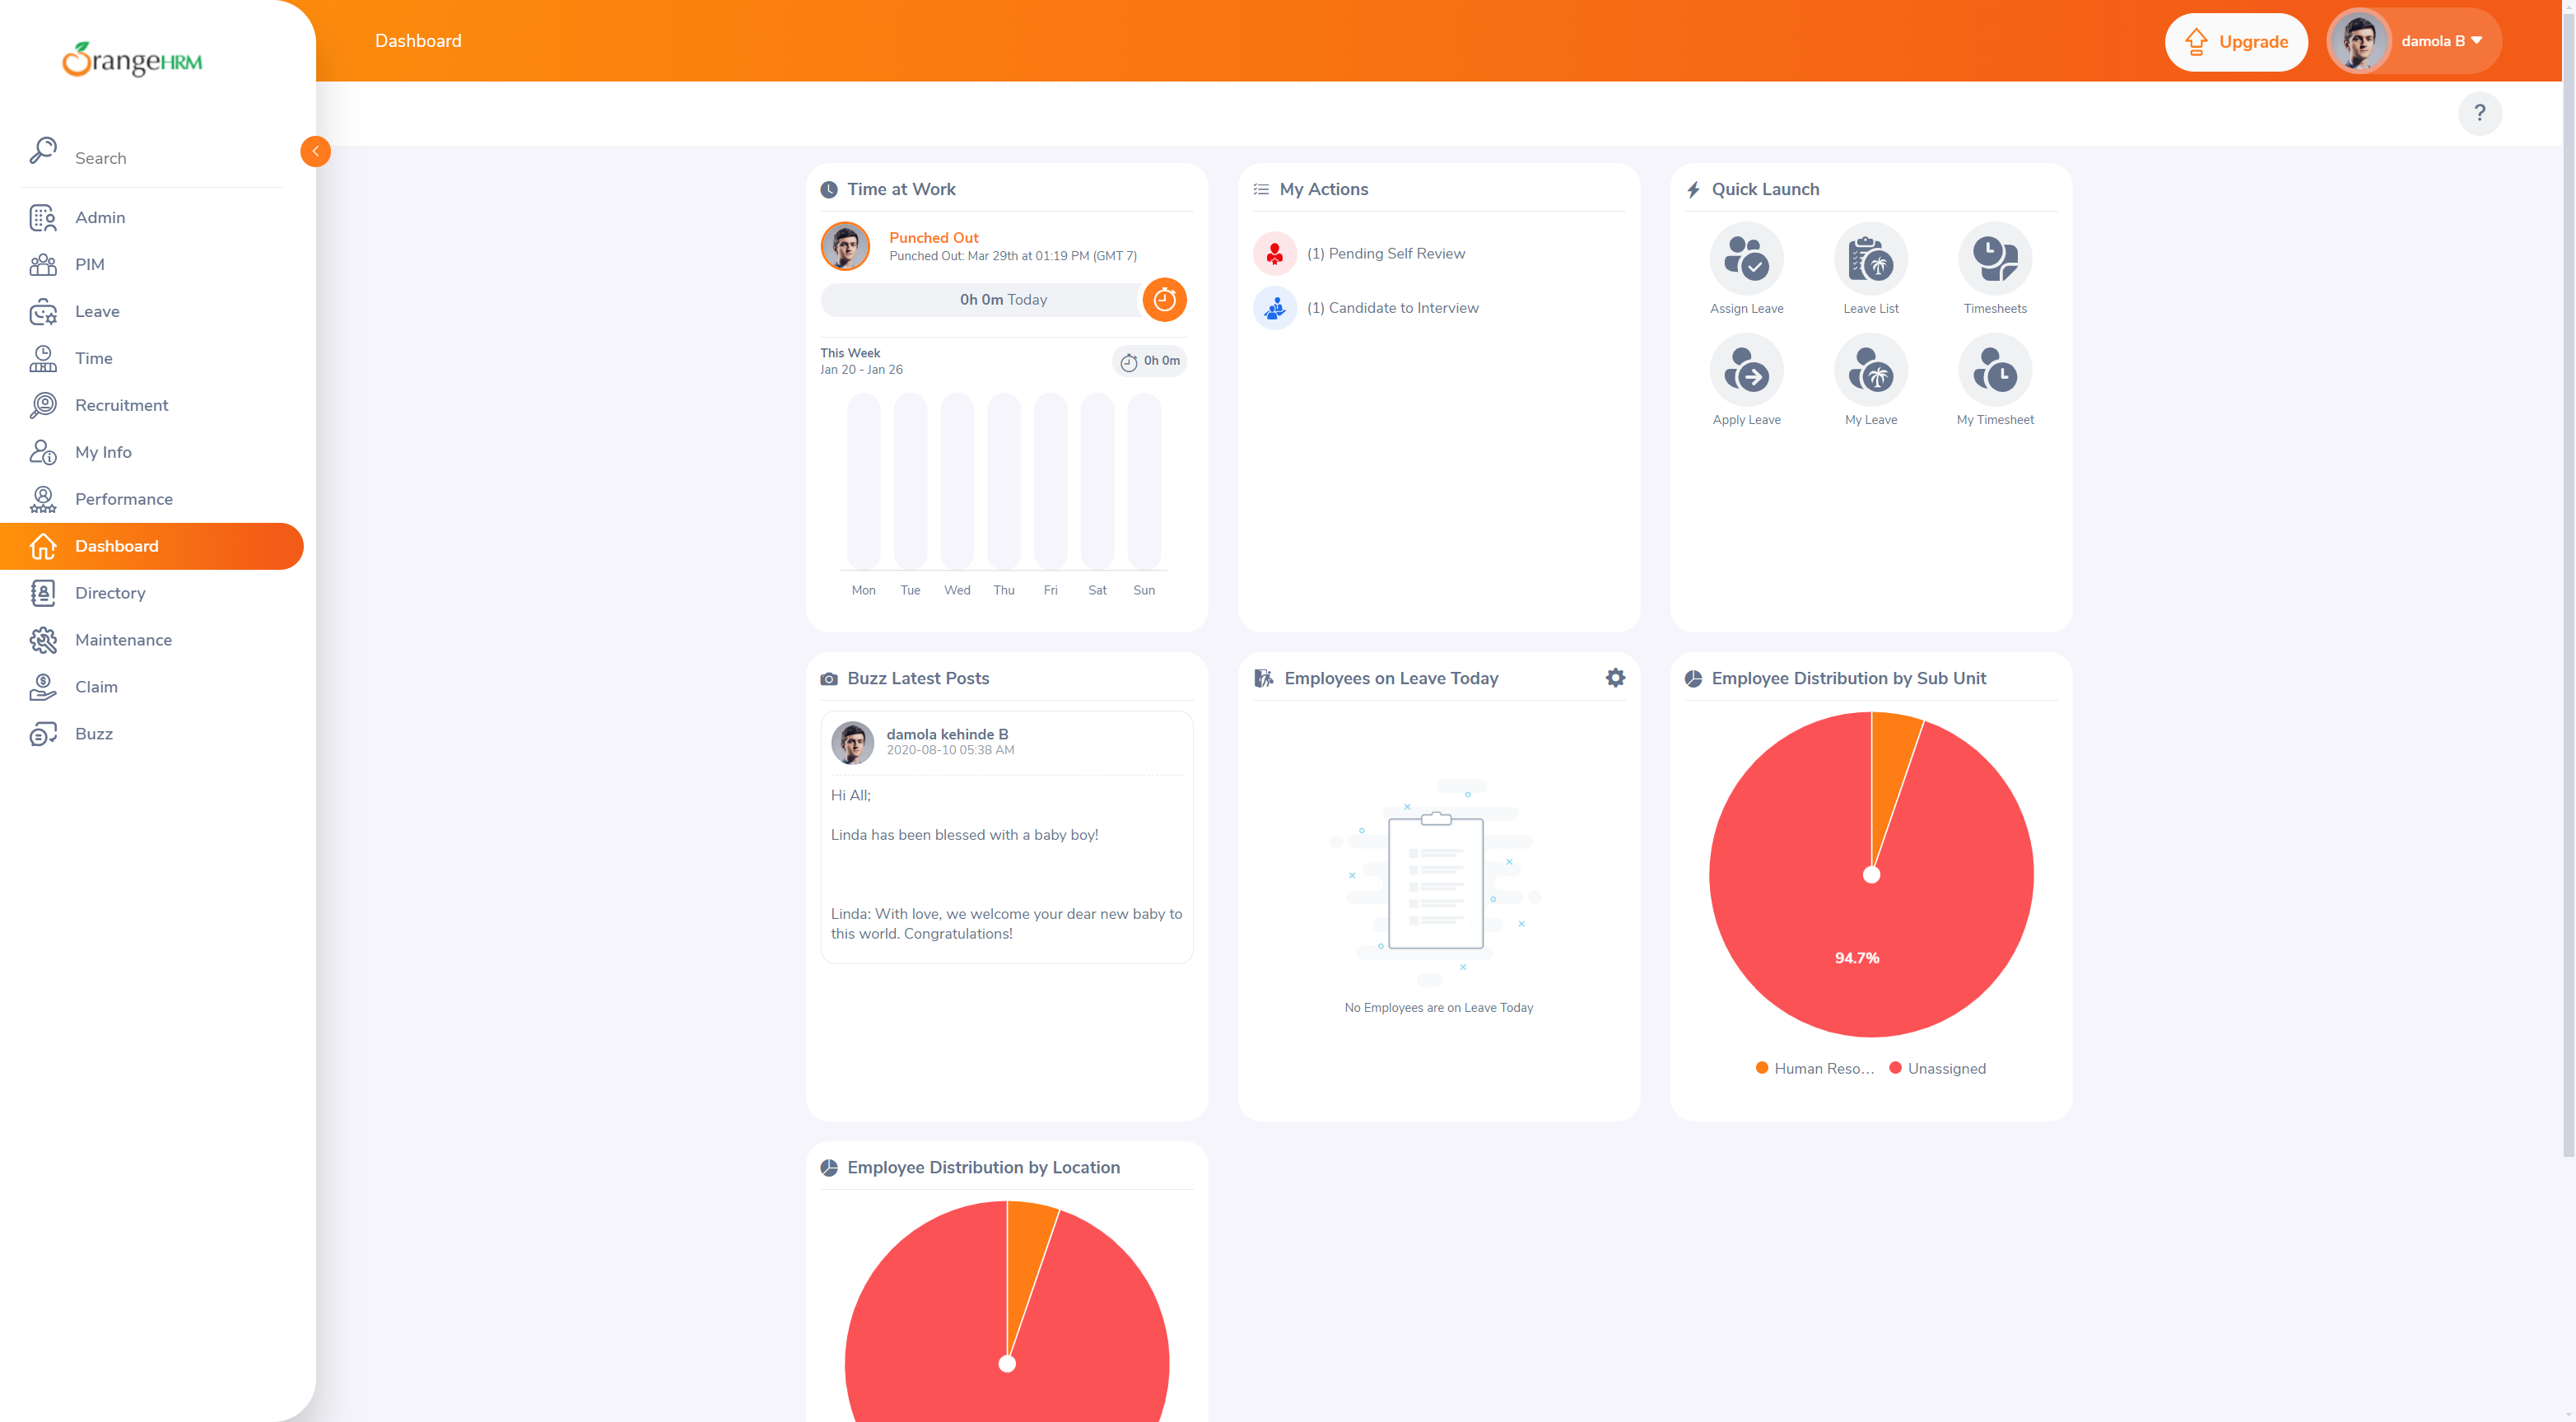 OrangeHRM
Dashboard
Upgrade
damola B
?
Search
Admin
PIM
Leave
Time
Recruitment
My Info
Performance
Dashboard
Directory
Maintenance
Claim
Buzz
Time at Work
Punched Out
Punched Out: Mar 29th at 01:19 PM (GMT 7)
0h 0m Today
This Week
Jan 20 - Jan 26
0h 0m
Mon Tue Wed Thu Fri Sat Sun
My Actions
(1) Pending Self Review
(1) Candidate to Interview
Quick Launch
Assign Leave
Leave List
Timesheets
Apply Leave
My Leave
My Timesheet
Buzz Latest Posts
damola kehinde B
2020-08-10 05:38 AM
Hi All;
Linda has been blessed with a baby boy!
Linda: With love, we welcome your dear new baby to
this world. Congratulations!
Employees on Leave Today
No Employees are on Leave Today
Employee Distribution by Sub Unit
94.7%
Human Reso…
Unassigned
Employee Distribution by Location